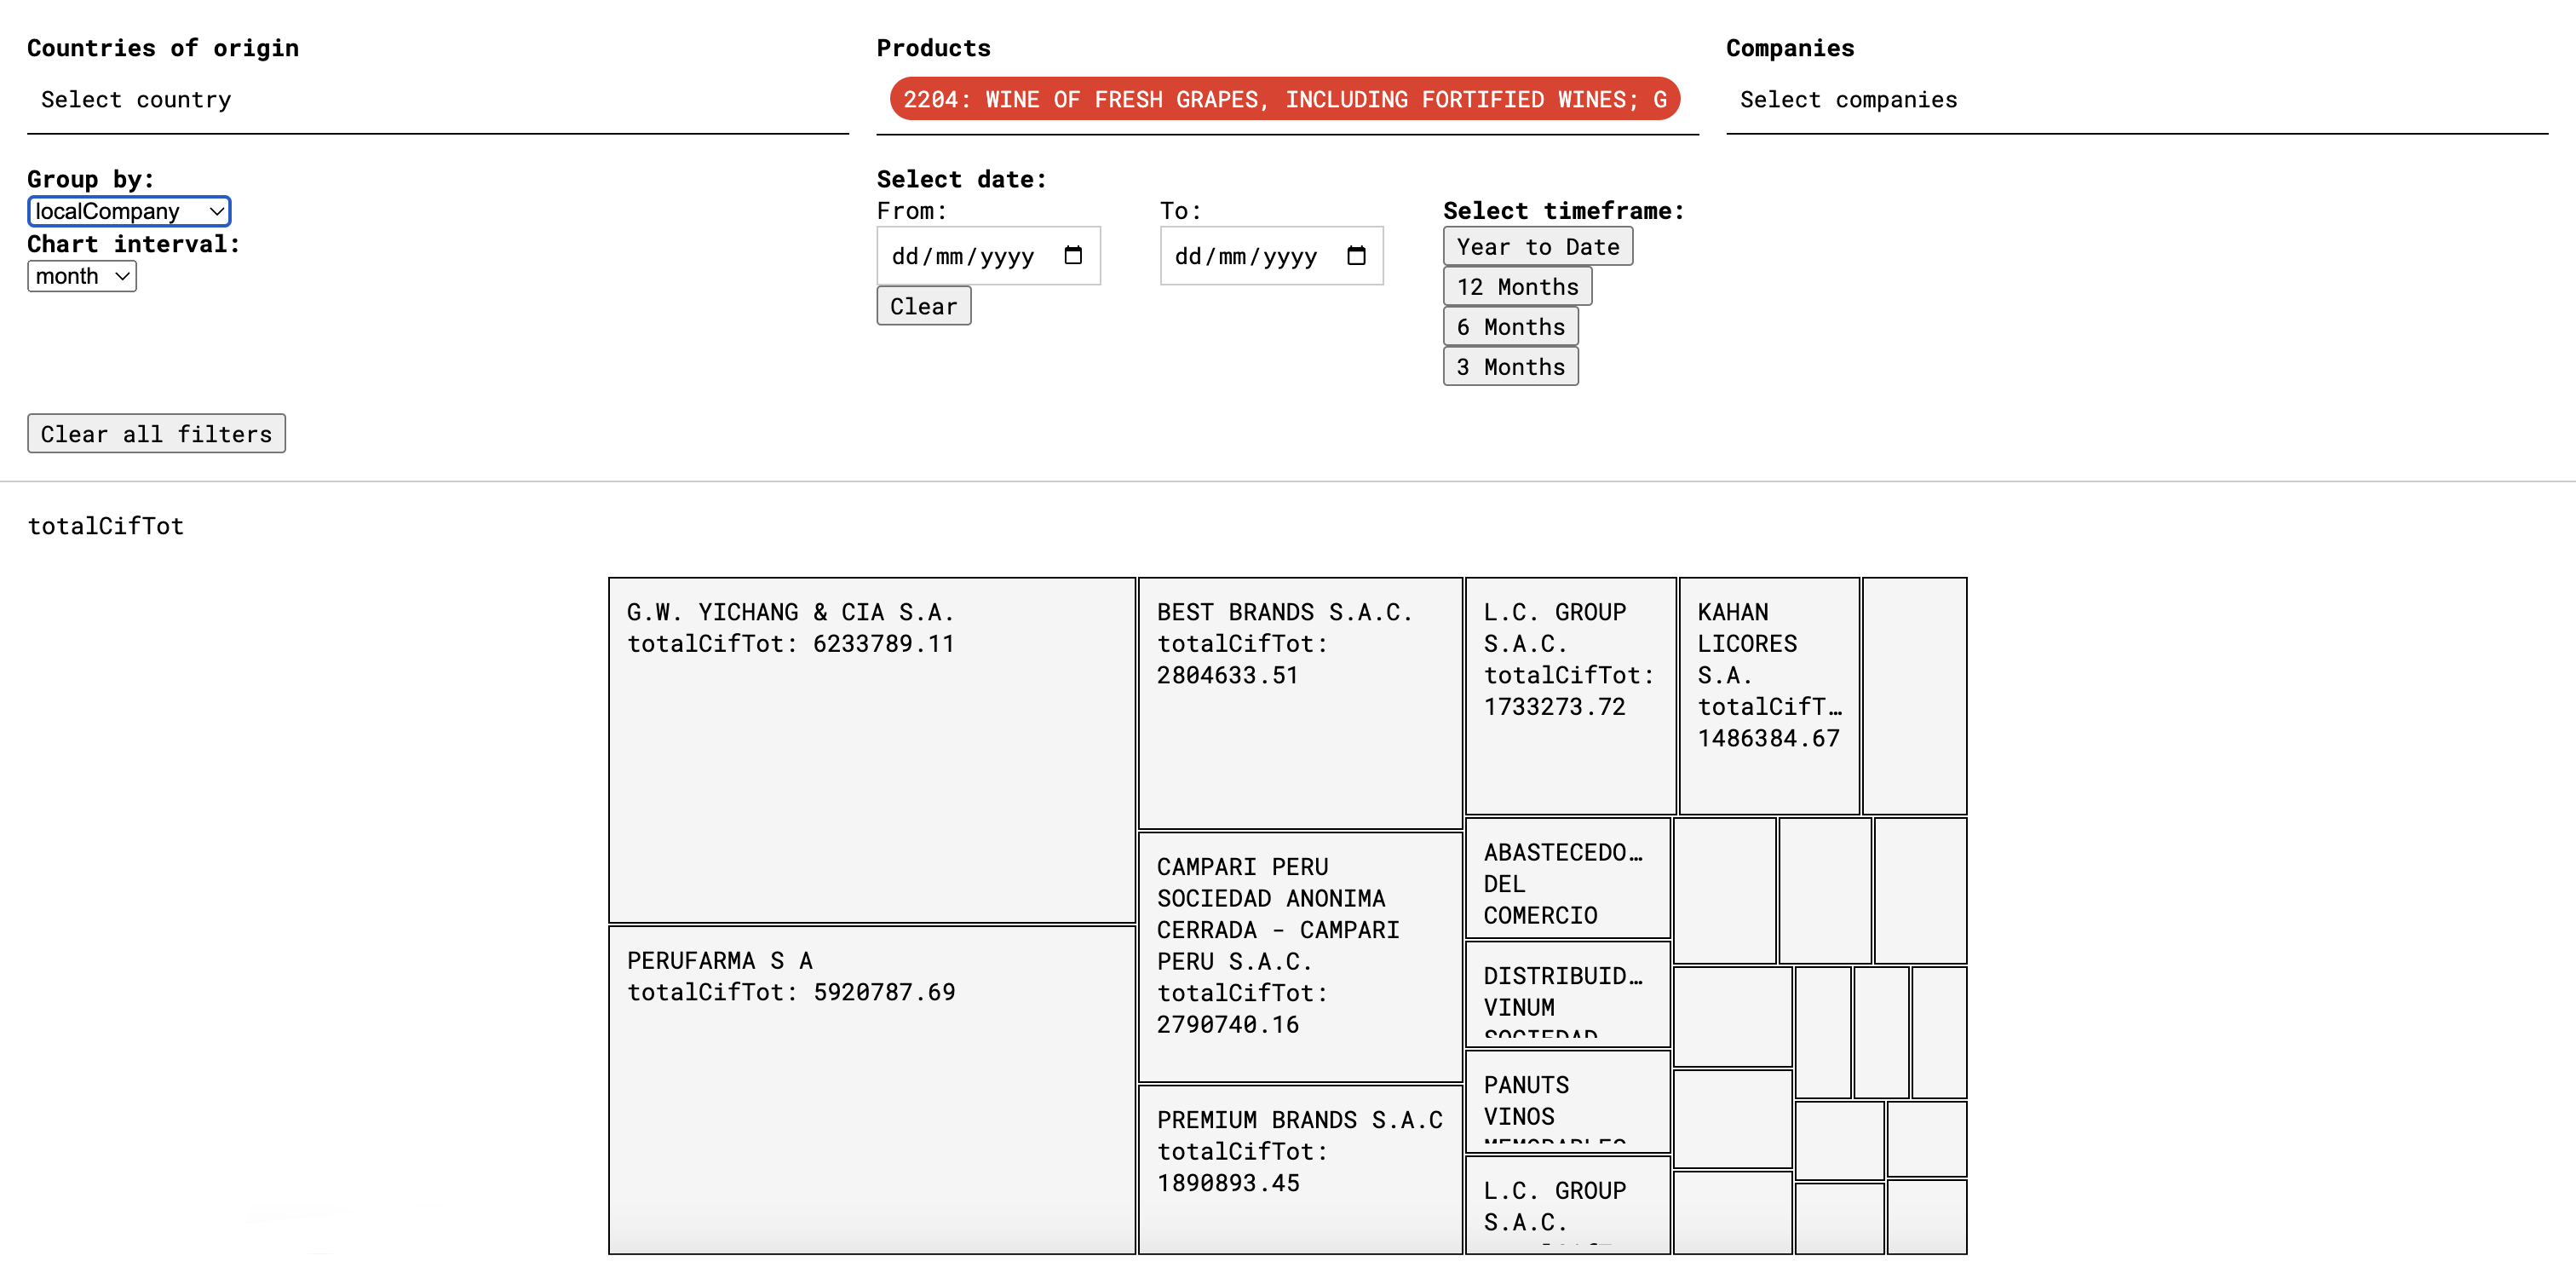 Countries of origin
Select country
Products
2204: WINE OF FRESH GRAPES, INCLUDING FORTIFIED WINES; G
Companies
Select companies
Group by:
localCompany
Chart interval:
month
Select date:
From:
dd/mm/yyyy
Clear
To:
dd/mm/yyyy
Select timeframe:
Year to Date
12 Months
6 Months
3 Months
Clear all filters
totalCifTot
G.W. YICHANG & CIA S.A.
totalCifTot: 6233789.11
PERUFARMA S A
totalCifTot: 5920787.69
BEST BRANDS S.A.C.
totalCifTot:
2804633.51
CAMPARI PERU
SOCIEDAD ANONIMA
CERRADA - CAMPARI
PERU S.A.C.
totalCifTot:
2790740.16
PREMIUM BRANDS S.A.C
totalCifTot:
1890893.45
L.C. GROUP
S.A.C.
totalCifTot:
1733273.72
KAHAN
LICORES
S.A.
totalCifT…
1486384.67
ABASTECEDO…
DEL
COMERCIO
DISTRIBUID…
VINUM
SOCIEDAD
PANUTS
VINOS
MEMORABLES
L.C. GROUP
S.A.C.